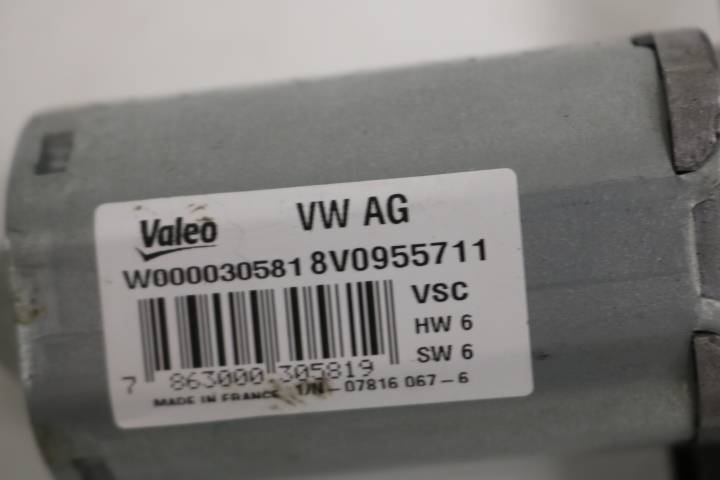 Valeo VW AG
W000030581 8V0955711
VSC
HW 6
SW 6
7 863000 305819
MADE IN FRANCE 1/N - 07816 067 - 6